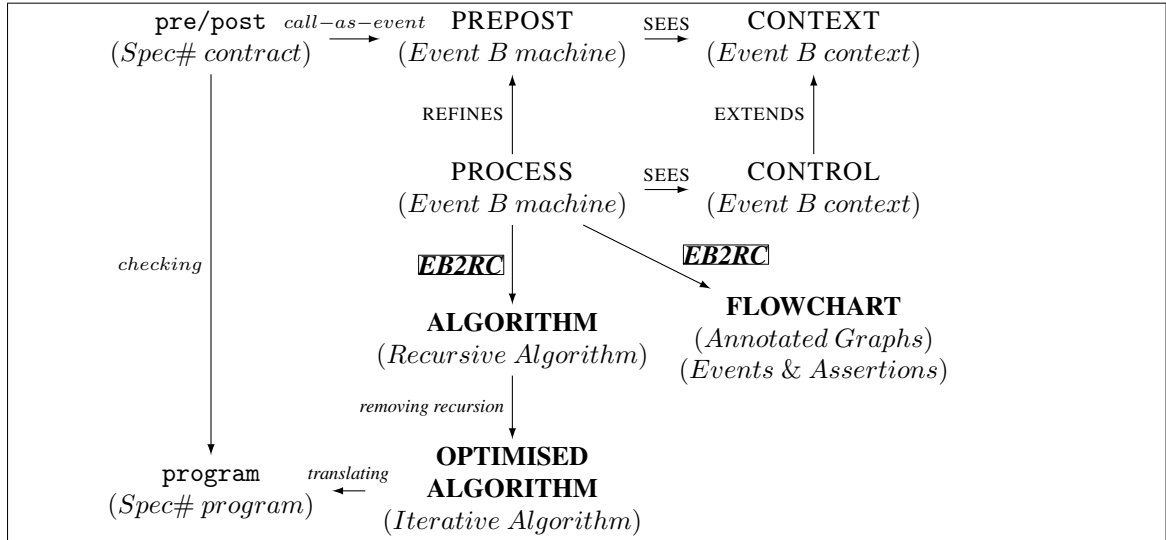 pre/post call−as−event PREPOST SEES CONTEXT
(Spec# contract) (Event B machine) (Event B context)
REFINES EXTENDS
PROCESS SEES CONTROL
(Event B machine) (Event B context)
checking EB2RC EB2RC
FLOWCHART
ALGORITHM (Annotated Graphs)
(Recursive Algorithm) (Events & Assertions)
removing recursion
OPTIMISED
program translating ALGORITHM
(Spec# program) (Iterative Algorithm)